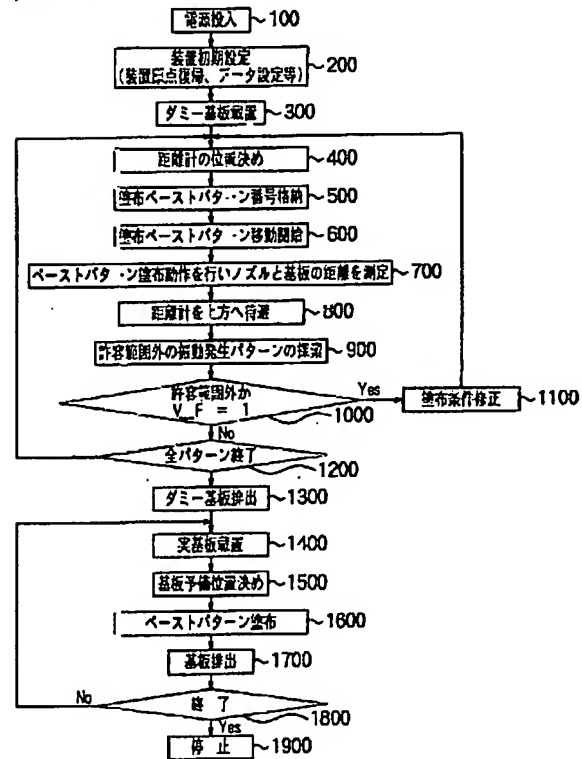 電源投入 100
装置初期設定
(装置原点復帰、データ設定等) 200
ダミー基板載置 300
距離計の位置決め 400
塗布ペーストパターン番号格納 500
塗布ペーストパターン移動開始 600
ペーストパターン塗布動作を行いノズルと基板の距離を測定 700
距離計を上方へ待避 800
許容範囲外の振動発生パターンの探索 900
許容範囲外か
V_F = 1 1000
Yes
塗布条件修正 1100
No
全パターン終了 1200
ダミー基板排出 1300
実基板載置 1400
基板予備位置決め 1500
ペーストパターン塗布 1600
基板排出 1700
No
終了 1800
Yes
停止 1900